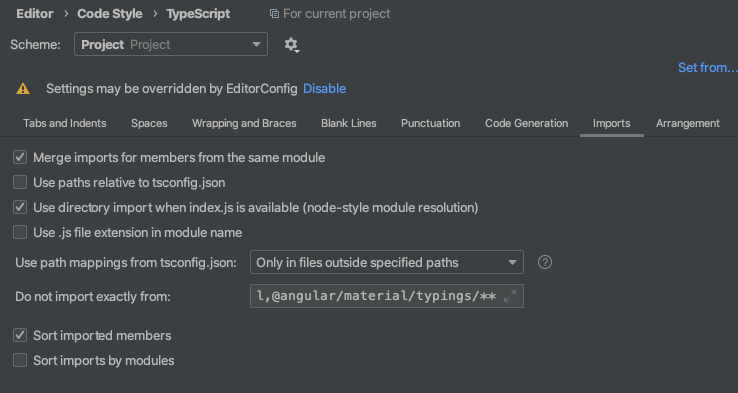 Editor › Code Style › TypeScript For current project
Scheme: Project Project
Set from...
Settings may be overridden by EditorConfig Disable
Tabs and Indents Spaces Wrapping and Braces Blank Lines Punctuation Code Generation Imports Arrangement
Merge imports for members from the same module
Use paths relative to tsconfig.json
Use directory import when index.js is available (node-style module resolution)
Use .js file extension in module name
Use path mappings from tsconfig.json: Only in files outside specified paths ?
Do not import exactly from: l,@angular/material/typings/**
Sort imported members
Sort imports by modules